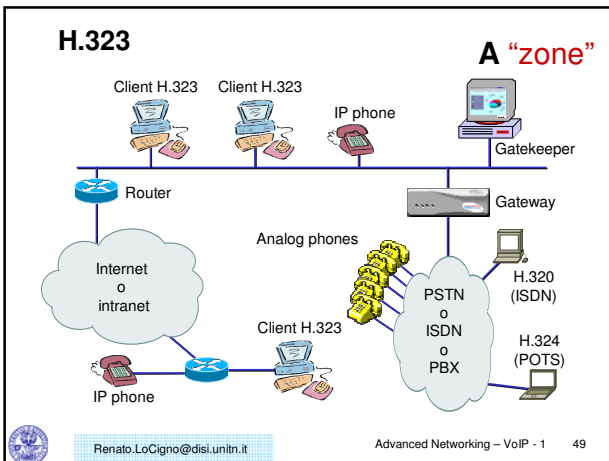 H.323
A “zone”
Client H.323
Client H.323
IP phone
Gatekeeper
Router
Gateway
Analog phones
Internet
o
intranet
PSTN
o
ISDN
o
PBX
H.320
(ISDN)
Client H.323
H.324
(POTS)
IP phone
Renato.LoCigno@disi.unitn.it
Advanced Networking – VoIP - 1 49